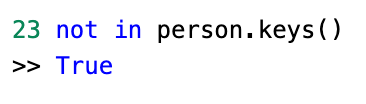 23 not in person.keys()
>> True